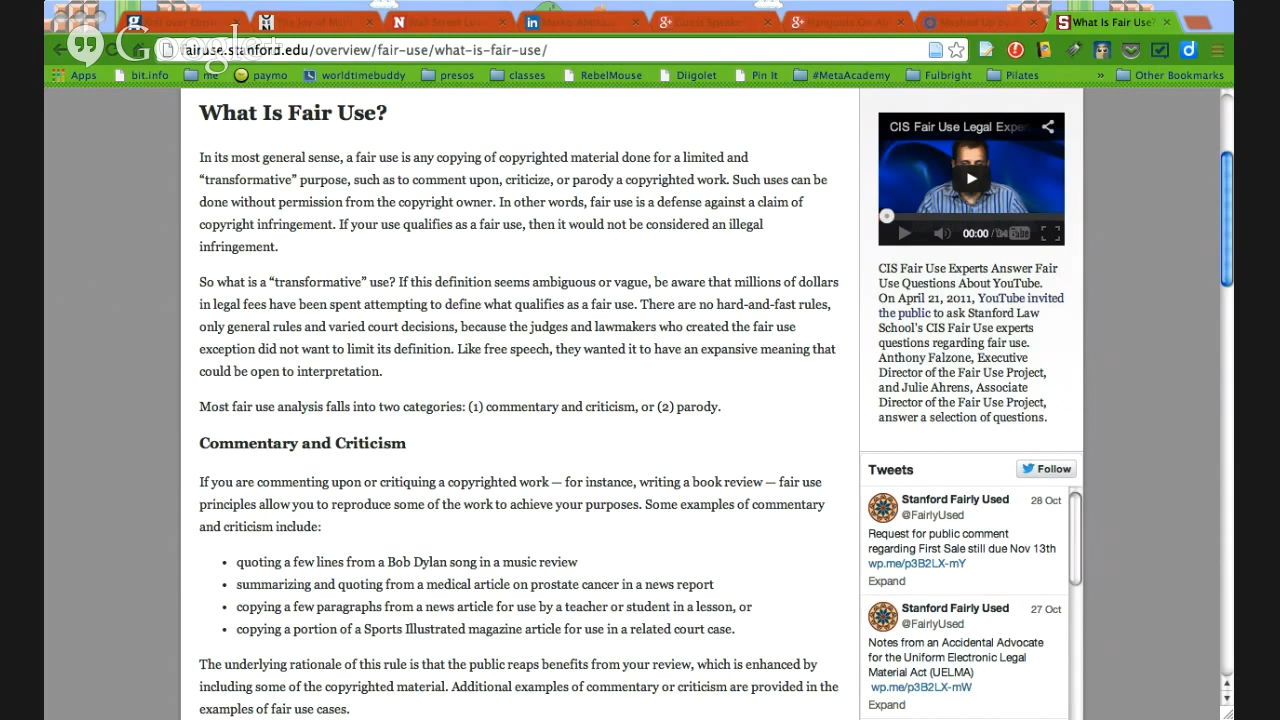 What Is Fair Use?
Google+
fairuse.stanford.edu/overview/fair-use/what-is-fair-use/
Apps bit.info me paymo worldtimebuddy presos classes RebelMouse Diigolet Pin It #MetaAcademy Fulbright Pilates » Other Bookmarks
What Is Fair Use?
In its most general sense, a fair use is any copying of copyrighted material done for a limited and
“transformative” purpose, such as to comment upon, criticize, or parody a copyrighted work. Such uses can be
done without permission from the copyright owner. In other words, fair use is a defense against a claim of
copyright infringement. If your use qualifies as a fair use, then it would not be considered an illegal
infringement.
So what is a “transformative” use? If this definition seems ambiguous or vague, be aware that millions of dollars
in legal fees have been spent attempting to define what qualifies as a fair use. There are no hard-and-fast rules,
only general rules and varied court decisions, because the judges and lawmakers who created the fair use
exception did not want to limit its definition. Like free speech, they wanted it to have an expansive meaning that
could be open to interpretation.
Most fair use analysis falls into two categories: (1) commentary and criticism, or (2) parody.
Commentary and Criticism
If you are commenting upon or critiquing a copyrighted work — for instance, writing a book review — fair use
principles allow you to reproduce some of the work to achieve your purposes. Some examples of commentary
and criticism include:
• quoting a few lines from a Bob Dylan song in a music review
• summarizing and quoting from a medical article on prostate cancer in a news report
• copying a few paragraphs from a news article for use by a teacher or student in a lesson, or
• copying a portion of a Sports Illustrated magazine article for use in a related court case.
The underlying rationale of this rule is that the public reaps benefits from your review, which is enhanced by
including some of the copyrighted material. Additional examples of commentary or criticism are provided in the
examples of fair use cases.
CIS Fair Use Legal Exper
00:00
CIS Fair Use Experts Answer Fair
Use Questions About YouTube.
On April 21, 2011, YouTube invited
the public to ask Stanford Law
School's CIS Fair Use experts
questions regarding fair use.
Anthony Falzone, Executive
Director of the Fair Use Project,
and Julie Ahrens, Associate
Director of the Fair Use Project,
answer a selection of questions.
Tweets Follow
Stanford Fairly Used 28 Oct
@FairlyUsed
Request for public comment
regarding First Sale still due Nov 13th
wp.me/p3B2LX-mY
Expand
Stanford Fairly Used 27 Oct
@FairlyUsed
Notes from an Accidental Advocate
for the Uniform Electronic Legal
Material Act (UELMA)
wp.me/p3B2LX-mW
Expand